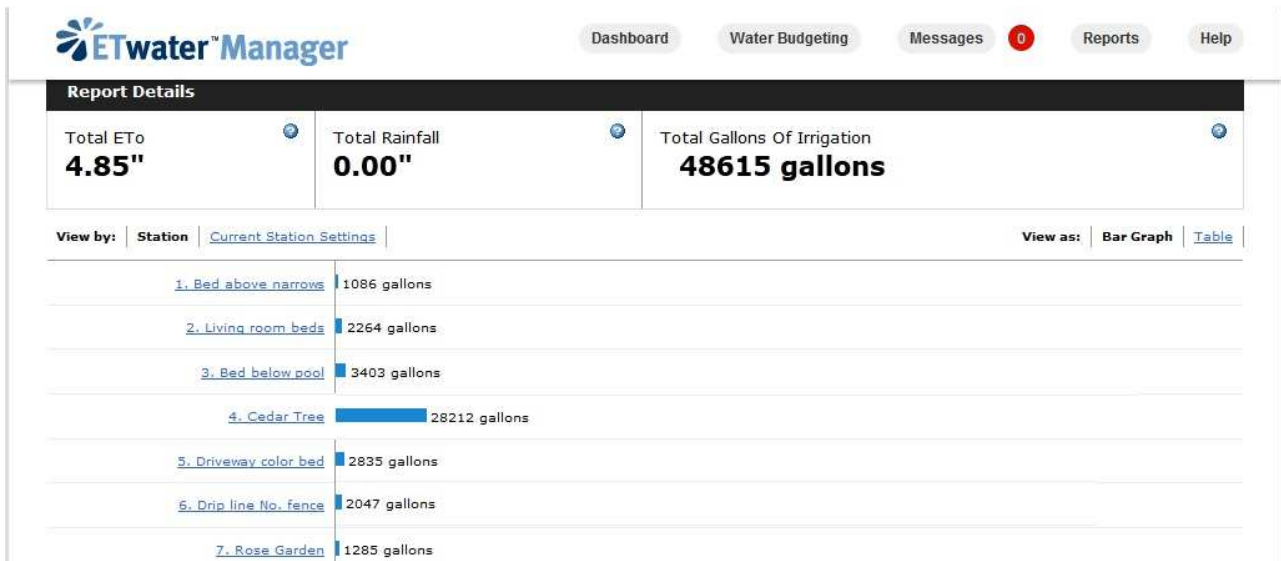 ETwater™Manager
Dashboard Water Budgeting Messages 0 Reports Help
Report Details
Total ETo ? Total Rainfall ? Total Gallons Of Irrigation ?
4.85" 0.00" 48615 gallons
View by: Station Current Station Settings View as: Bar Graph Table
1. Bed above narrows 1086 gallons
2. Living room beds 2264 gallons
3. Bed below pool 3403 gallons
4. Cedar Tree 28212 gallons
5. Driveway color bed 2835 gallons
6. Drip line No. fence 2047 gallons
7. Rose Garden 1285 gallons